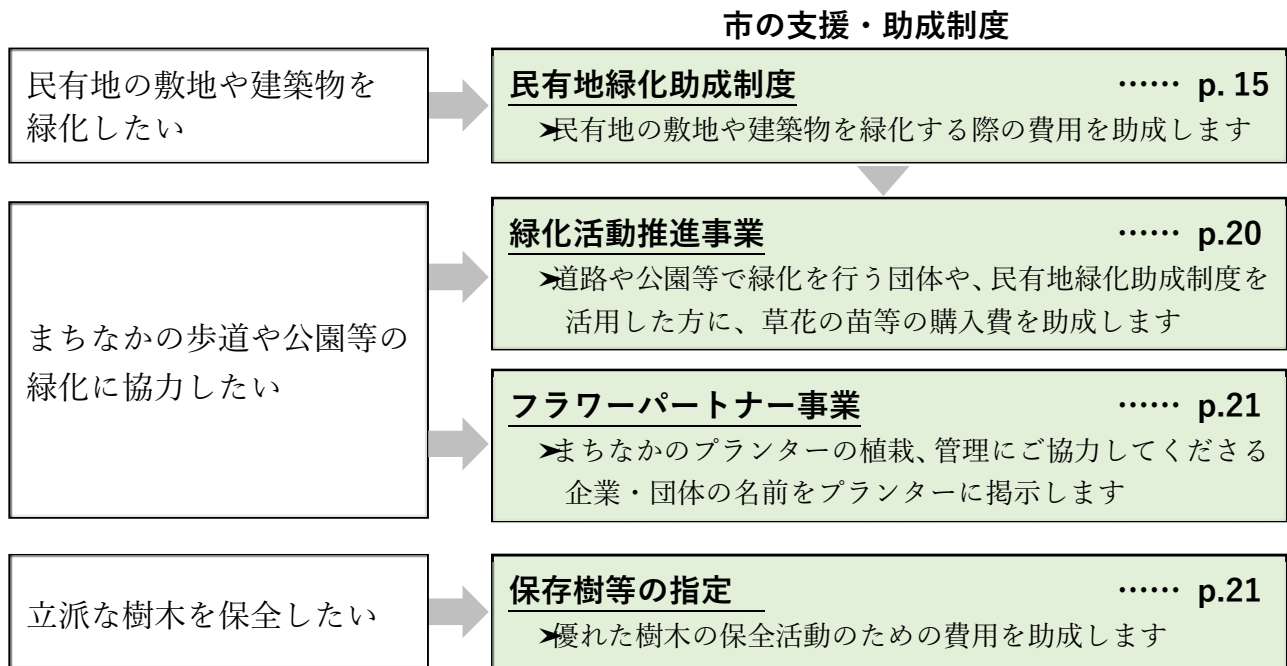 市の支援・助成制度
民有地の敷地や建築物を
緑化したい
民有地緑化助成制度 …… p. 15
➤民有地の敷地や建築物を緑化する際の費用を助成します
まちなかの歩道や公園等の
緑化に協力したい
緑化活動推進事業 …… p.20
➤道路や公園等で緑化を行う団体や、民有地緑化助成制度を
活用した方に、草花の苗等の購入費を助成します
フラワーパートナー事業 …… p.21
➤まちなかのプランターの植栽、管理にご協力してくださる
企業・団体の名前をプランターに掲示します
立派な樹木を保全したい
保存樹等の指定 …… p.21
➤優れた樹木の保全活動のための費用を助成します